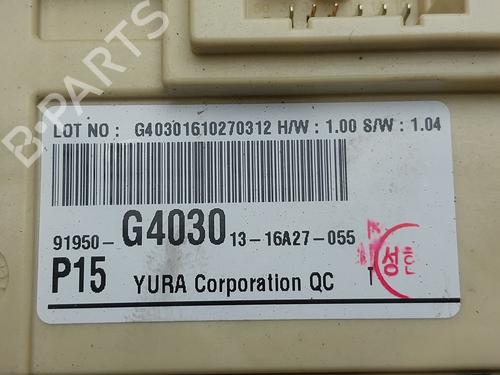 B-PARTS
LOT NO : G40301610270312 H/W : 1.00 S/W : 1.04
91950-G4030 13-16A27-055
P15 YURA Corporation QC T
성한